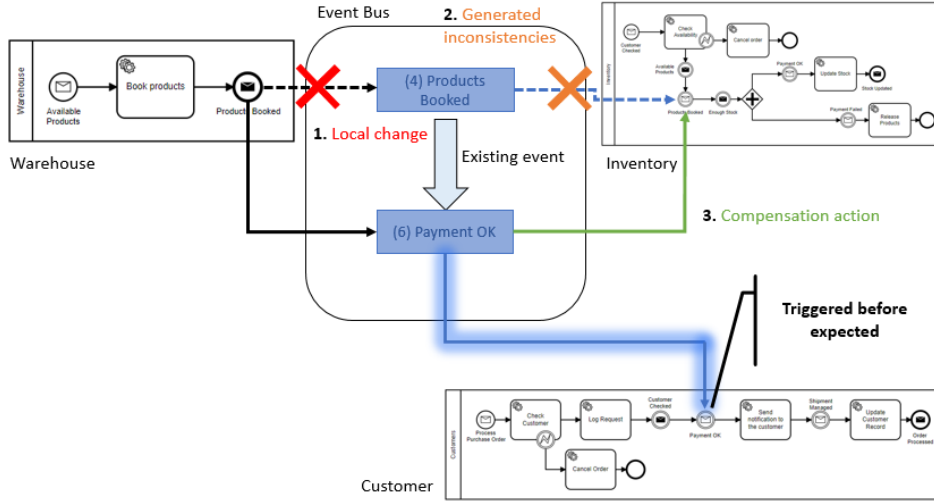 Event Bus
2. Generated
inconsistencies
Warehouse
Book products
Available
Products
Products Booked
(4) Products
Booked
1. Local change
Existing event
(6) Payment OK
Warehouse
Inventory
Customer
Checked
Check
Availability
Cancel order
Available
Products
Products Booked
Enough Stock
Payment OK
Update Stock
Stock Updated
Payment Failed
Release
Products
Inventory
3. Compensation action
Triggered before
expected
Customers
Process
Purchase Order
Check
Customer
Log Request
Customer
Checked
Payment OK
Send
notification to
the customer
Shipment
Managed
Update
Customer
Record
Order
Processed
Cancel Order
Customer